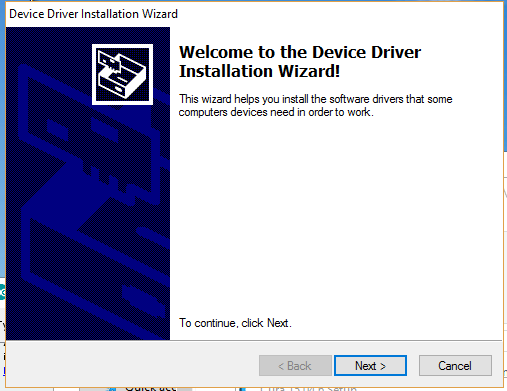 Device Driver Installation Wizard
Welcome to the Device Driver
Installation Wizard!
This wizard helps you install the software drivers that some
computers devices need in order to work.
To continue, click Next.
< Back
Next >
Cancel